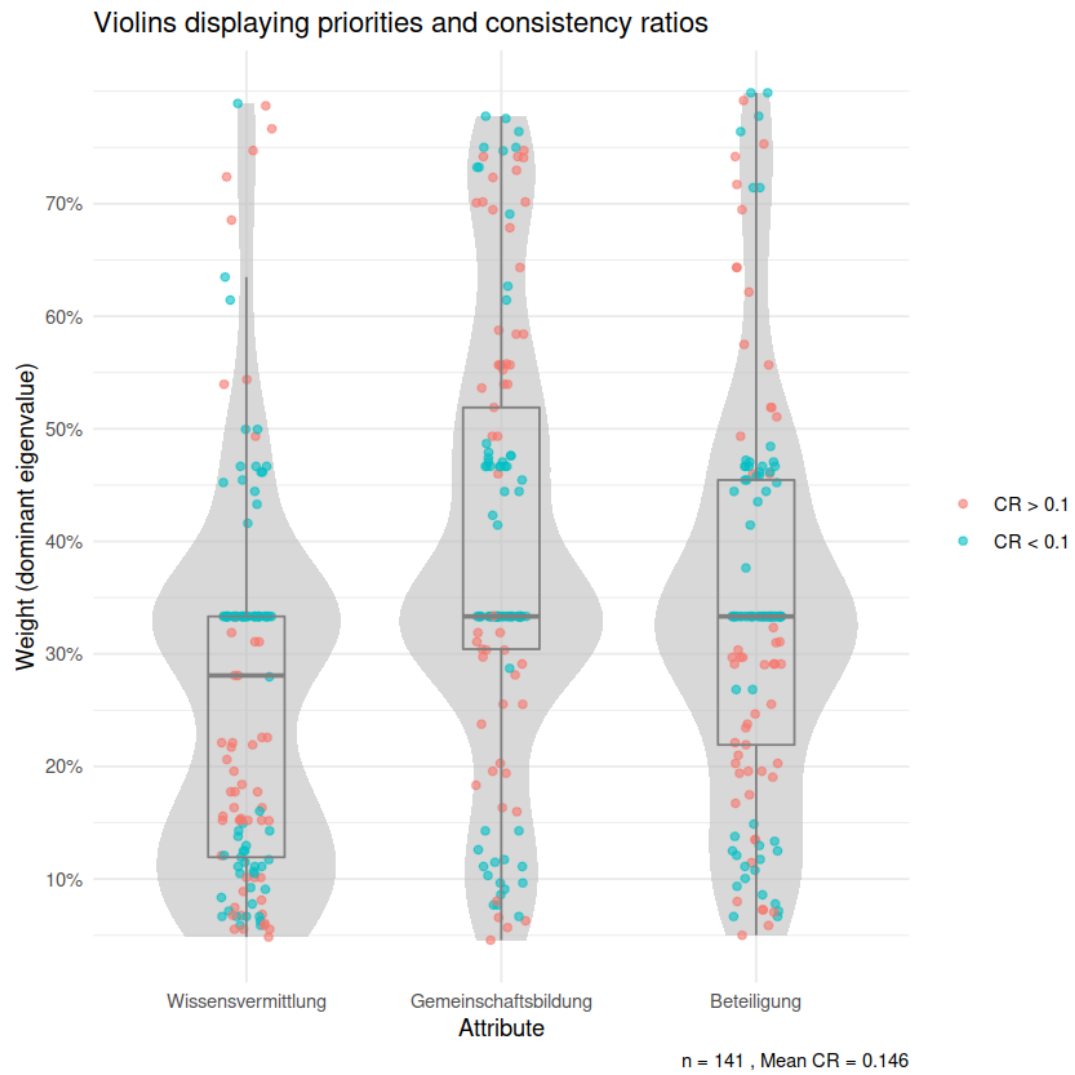 Violins displaying priorities and consistency ratios
Weight (dominant eigenvalue)
70%
60%
50%
40%
30%
20%
10%
CR > 0.1
CR < 0.1
Wissensvermittlung
Gemeinschaftsbildung
Beteiligung
Attribute
n = 141 , Mean CR = 0.146